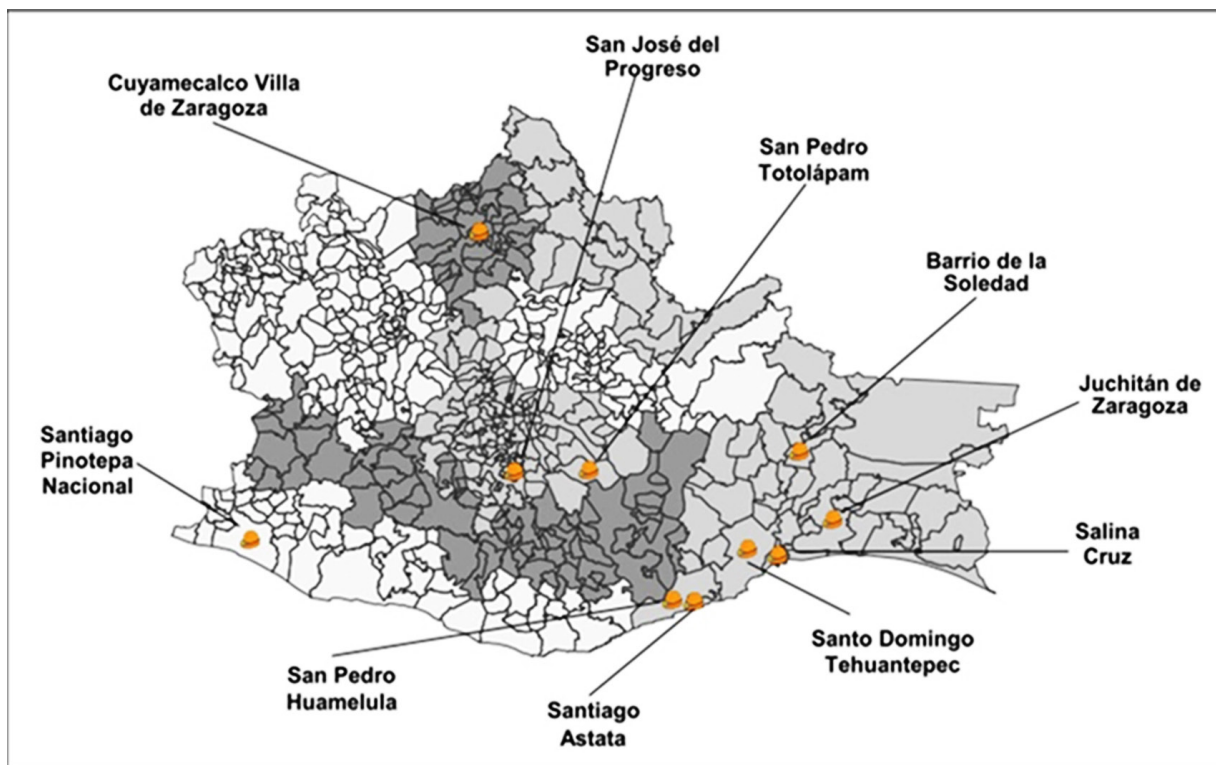 San José del
Progreso
Cuyamecalco Villa
de Zaragoza
San Pedro
Totolápam
Barrio de la
Soledad
Juchitán de
Zaragoza
Santiago
Pinotepa
Nacional
Salina
Cruz
Santo Domingo
Tehuantepec
San Pedro
Huamelula
Santiago
Astata